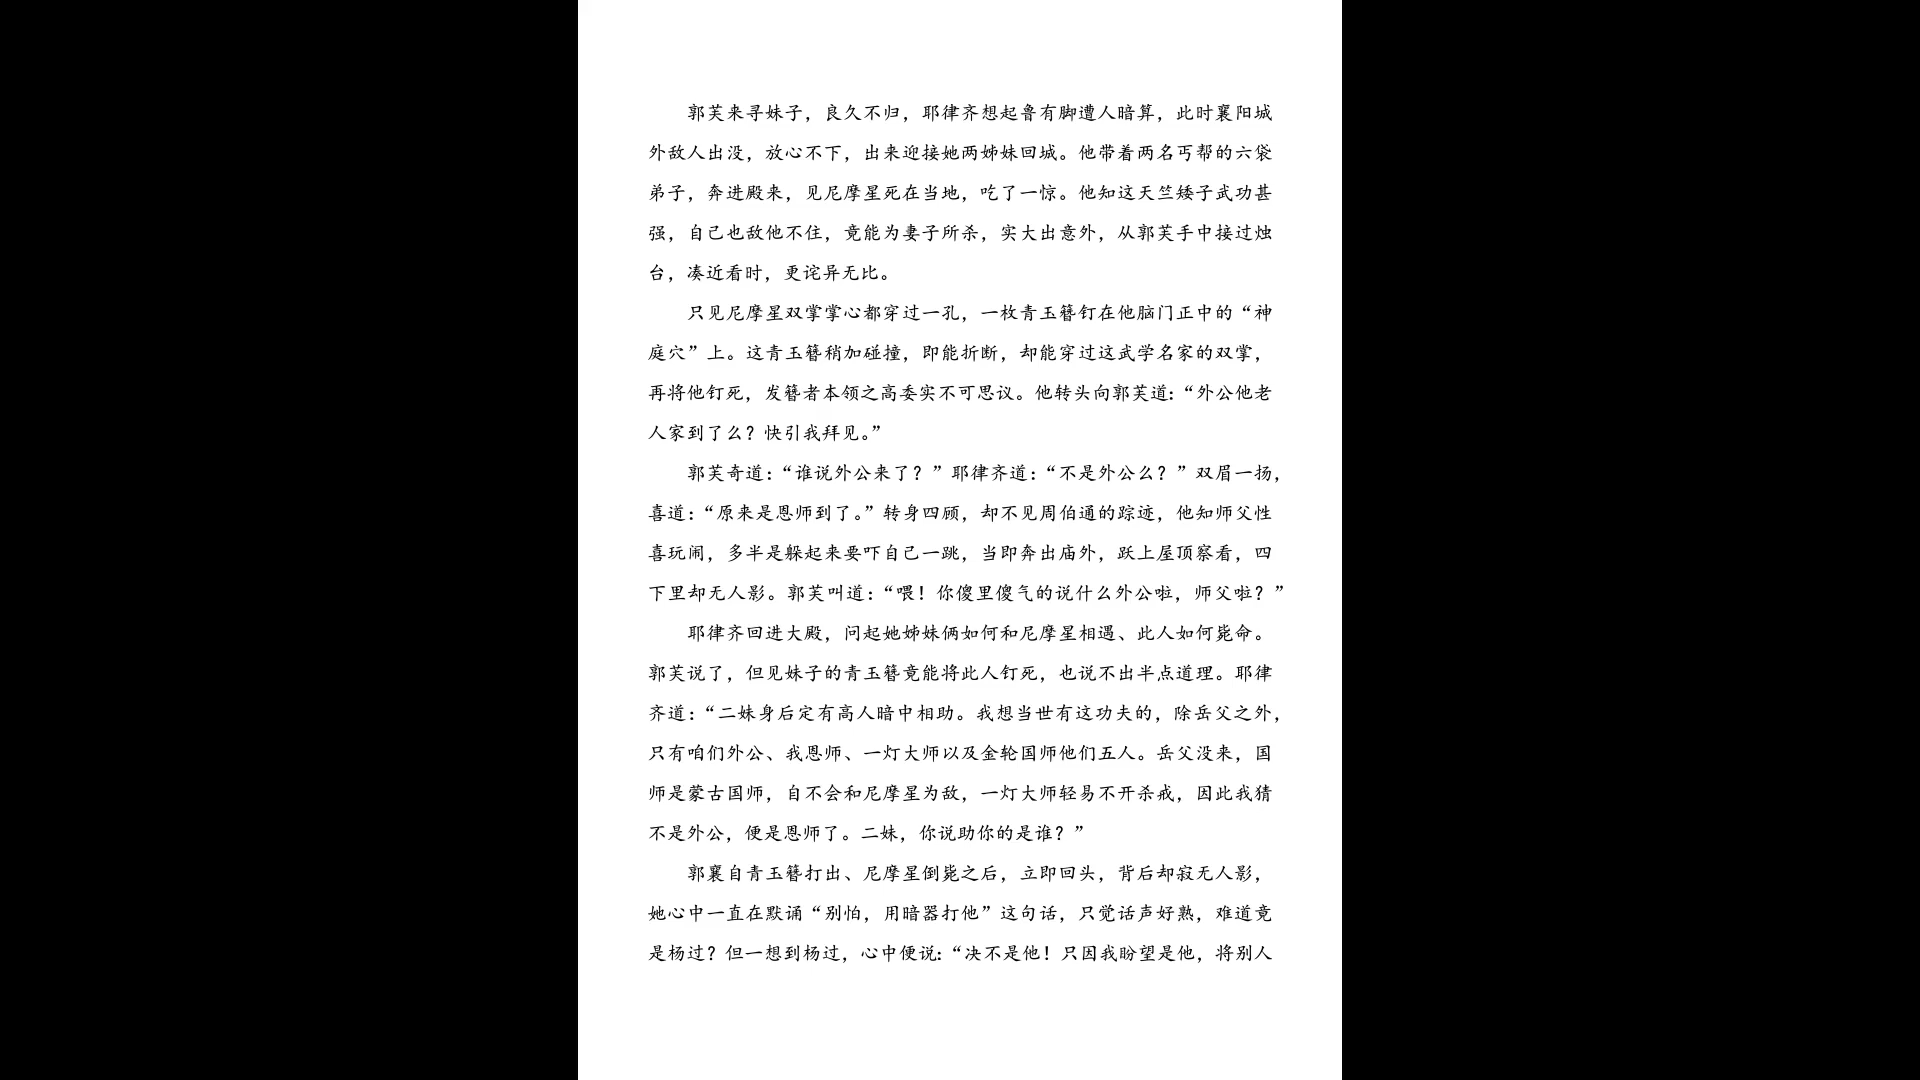 郭芙来寻妹子，良久不归，耶律齐想起鲁有脚遭人暗算，此时襄阳城
外敌人出没，放心不下，出来迎接她两姊妹回城。他带着两名丐帮的六袋
弟子，奔进殿来，见尼摩星死在当地，吃了一惊。他知这天竺矮子武功甚
强，自己也敌他不住，竟能为妻子所杀，实大出意外，从郭芙手中接过烛
台，凑近看时，更诧异无比。
只见尼摩星双掌掌心都穿过一孔，一枚青玉簪钉在他脑门正中的“神
庭穴”上。这青玉簪稍加碰撞，即能折断，却能穿过这武学名家的双掌，
再将他钉死，发簪者本领之高委实不可思议。他转头向郭芙道：“外公他老
人家到了么？快引我拜见。”
郭芙奇道：“谁说外公来了？”耶律齐道：“不是外公么？”双眉一扬，
喜道：“原来是恩师到了。”转身四顾，却不见周伯通的踪迹，他知师父性
喜玩闹，多半是躲起来要吓自己一跳，当即奔出庙外，跃上屋顶察看，四
下里却无人影。郭芙叫道：“喂！你傻里傻气的说什么外公啦，师父啦？”
耶律齐回进大殿，问起她姊妹俩如何和尼摩星相遇、此人如何毙命。
郭芙说了，但见妹子的青玉簪竟能将此人钉死，也说不出半点道理。耶律
齐道：“二妹身后定有高人暗中相助。我想当世有这功夫的，除岳父之外，
只有咱们外公、我恩师、一灯大师以及金轮国师他们五人。岳父没来，国
师是蒙古国师，自不会和尼摩星为敌，一灯大师轻易不开杀戒，因此我猜
不是外公，便是恩师了。二妹，你说助你的是谁？”
郭襄自青玉簪打出、尼摩星倒毙之后，立即回头，背后却寂无人影，
她心中一直在默诵“别怕，用暗器打他”这句话，只觉话声好熟，难道竟
是杨过？但一想到杨过，心中便说：“决不是他！只因我盼望是他，将别人